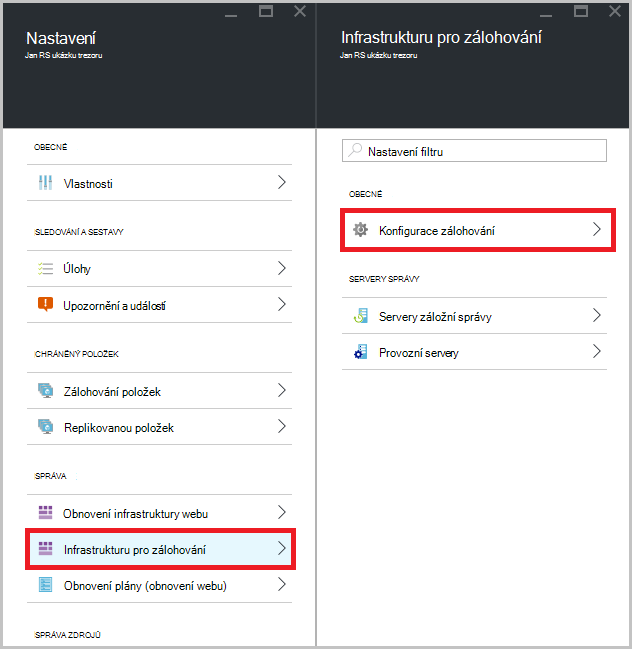 Nastavení
Jan RS ukázku trezoru
OBECNÉ
Vlastnosti
SLEDOVÁNÍ A SESTAVY
Úlohy
Upozornění a událostí
CHRÁNĚNÝ POLOŽEK
Zálohování položek
Replikovanou položek
SPRÁVA
Obnovení infrastruktury webu
Infrastrukturu pro zálohování
Obnovení plány (obnovení webu)
SPRÁVA ZDROJŮ
Infrastrukturu pro zálohování
Jan RS ukázku trezoru
Nastavení filtru
OBECNÉ
Konfigurace zálohování
SERVERY SPRÁVY
Servery záložní správy
Provozní servery